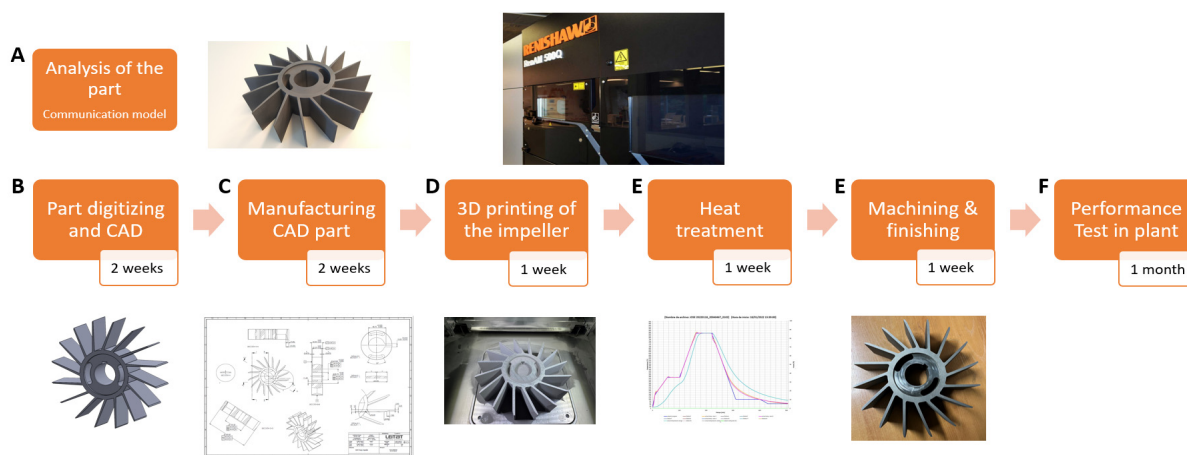 A
Analysis of the
part
Communication model
RENISHAW
RenAM 500Q
B
Part digitizing
and CAD
2 weeks
C
Manufacturing
CAD part
2 weeks
D
3D printing of
the impeller
1 week
E
Heat
treatment
1 week
E
Machining &
finishing
1 week
F
Performance
Test in plant
1 month
LEITAT